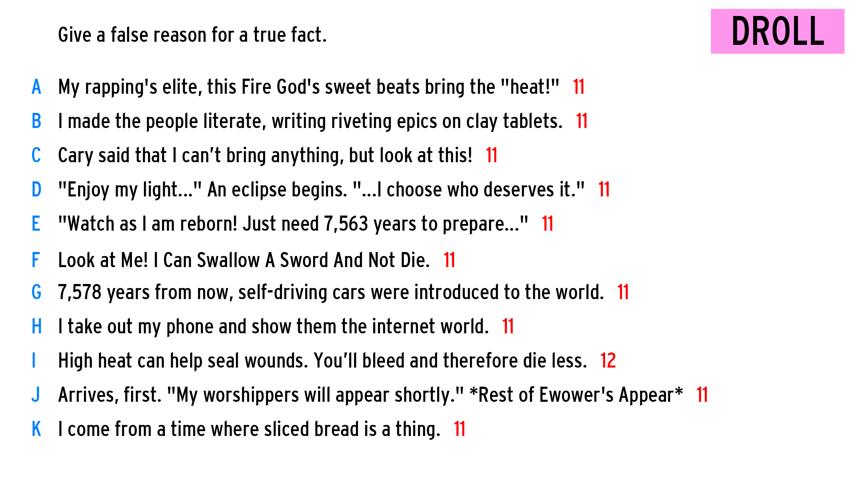 Give a false reason for a true fact.
DROLL
A My rapping's elite, this Fire God's sweet beats bring the "heat!" 11
B I made the people literate, writing riveting epics on clay tablets. 11
C Cary said that I can't bring anything, but look at this! 11
D "Enjoy my light..." An eclipse begins. "...I choose who deserves it." 11
E "Watch as I am reborn! Just need 7,563 years to prepare..." 11
F Look at Me! I Can Swallow A Sword And Not Die. 11
G 7,578 years from now, self-driving cars were introduced to the world. 11
H I take out my phone and show them the internet world. 11
I High heat can help seal wounds. You'll bleed and therefore die less. 12
J Arrives, first. "My worshippers will appear shortly." *Rest of Ewower's Appear* 11
K I come from a time where sliced bread is a thing. 11